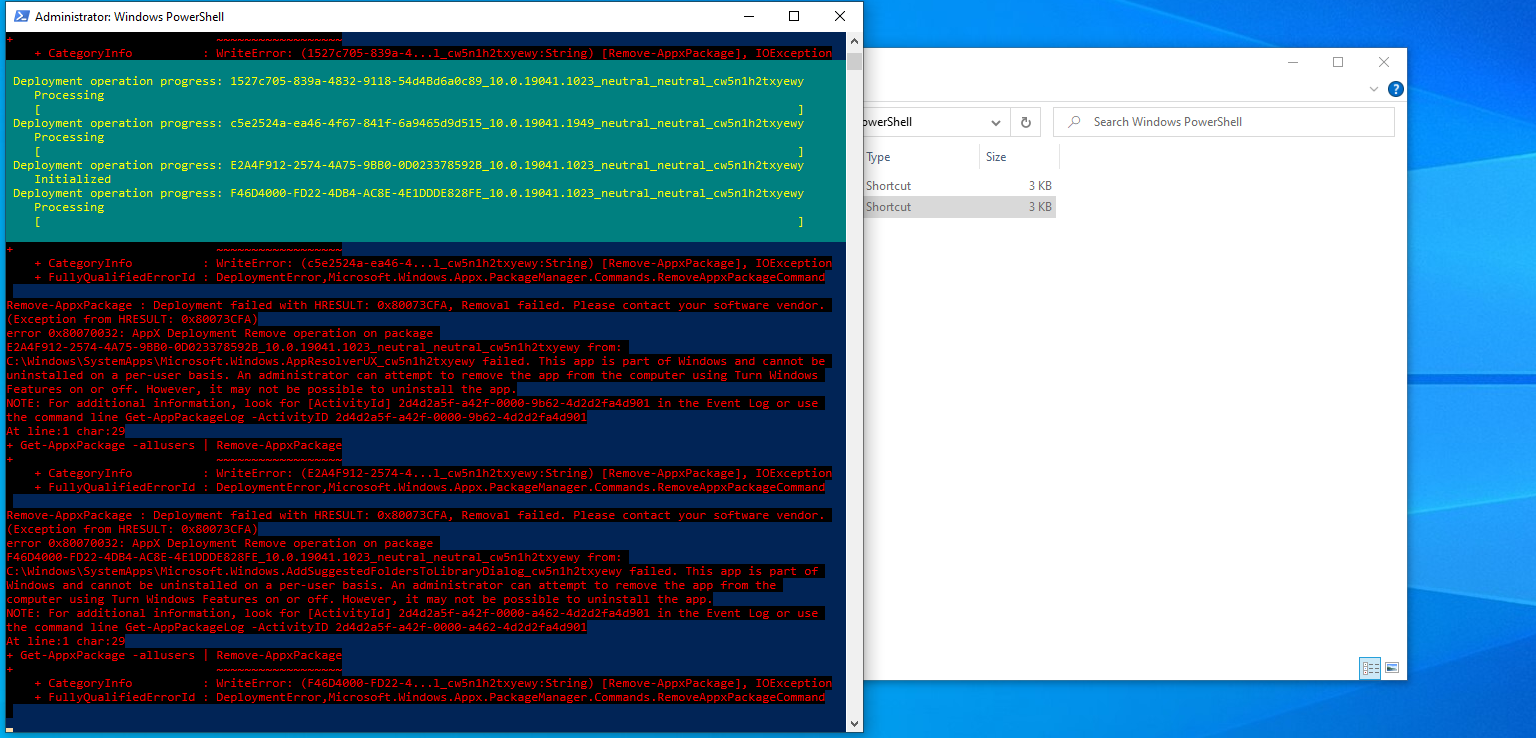 Administrator: Windows PowerShell
+                             ~~~~~~~~~~~~~~~~~~
    + CategoryInfo          : WriteError: (1527c705-839a-4...l_cw5n1h2txyewy:String) [Remove-AppxPackage], IOException
Deployment operation progress: 1527c705-839a-4832-9118-54d4Bd6a0c89_10.0.19041.1023_neutral_neutral_cw5n1h2txyewy
Processing
[ ]
Deployment operation progress: c5e2524a-ea46-4f67-841f-6a9465d9d515_10.0.19041.1949_neutral_neutral_cw5n1h2txyewy
Processing
[ ]
Deployment operation progress: E2A4F912-2574-4A75-9BB0-0D023378592B_10.0.19041.1023_neutral_neutral_cw5n1h2txyewy
Initialized
Deployment operation progress: F46D4000-FD22-4DB4-AC8E-4E1DDDE828FE_10.0.19041.1023_neutral_neutral_cw5n1h2txyewy
Processing
[ ]
+                             ~~~~~~~~~~~~~~~~~~
    + CategoryInfo          : WriteError: (c5e2524a-ea46-4...l_cw5n1h2txyewy:String) [Remove-AppxPackage], IOException
    + FullyQualifiedErrorId : DeploymentError,Microsoft.Windows.Appx.PackageManager.Commands.RemoveAppxPackageCommand
Remove-AppxPackage : Deployment failed with HRESULT: 0x80073CFA, Removal failed. Please contact your software vendor.
(Exception from HRESULT: 0x80073CFA)
error 0x80070032: AppX Deployment Remove operation on package
E2A4F912-2574-4A75-9BB0-0D023378592B_10.0.19041.1023_neutral_neutral_cw5n1h2txyewy from:
C:\Windows\SystemApps\Microsoft.Windows.AppResolverUX_cw5n1h2txyewy failed. This app is part of Windows and cannot be
uninstalled on a per-user basis. An administrator can attempt to remove the app from the computer using Turn Windows
Features on or off. However, it may not be possible to uninstall the app.
NOTE: For additional information, look for [ActivityId] 2d4d2a5f-a42f-0000-9b62-4d2d2fa4d901 in the Event Log or use
the command line Get-AppPackageLog -ActivityID 2d4d2a5f-a42f-0000-9b62-4d2d2fa4d901
At line:1 char:29
+ Get-AppxPackage -allusers | Remove-AppxPackage
+                             ~~~~~~~~~~~~~~~~~~
    + CategoryInfo          : WriteError: (E2A4F912-2574-4...l_cw5n1h2txyewy:String) [Remove-AppxPackage], IOException
    + FullyQualifiedErrorId : DeploymentError,Microsoft.Windows.Appx.PackageManager.Commands.RemoveAppxPackageCommand
Remove-AppxPackage : Deployment failed with HRESULT: 0x80073CFA, Removal failed. Please contact your software vendor.
(Exception from HRESULT: 0x80073CFA)
error 0x80070032: AppX Deployment Remove operation on package
F46D4000-FD22-4DB4-AC8E-4E1DDDE828FE_10.0.19041.1023_neutral_neutral_cw5n1h2txyewy from:
C:\Windows\SystemApps\Microsoft.Windows.AddSuggestedFoldersToLibraryDialog_cw5n1h2txyewy failed. This app is part of
Windows and cannot be uninstalled on a per-user basis. An administrator can attempt to remove the app from the
computer using Turn Windows Features on or off. However, it may not be possible to uninstall the app.
NOTE: For additional information, look for [ActivityId] 2d4d2a5f-a42f-0000-a462-4d2d2fa4d901 in the Event Log or use
the command line Get-AppPackageLog -ActivityID 2d4d2a5f-a42f-0000-a462-4d2d2fa4d901
At line:1 char:29
+ Get-AppxPackage -allusers | Remove-AppxPackage
+                             ~~~~~~~~~~~~~~~~~~
    + CategoryInfo          : WriteError: (F46D4000-FD22-4...l_cw5n1h2txyewy:String) [Remove-AppxPackage], IOException
    + FullyQualifiedErrorId : DeploymentError,Microsoft.Windows.Appx.PackageManager.Commands.RemoveAppxPackageCommand
?
owerShell
Search Windows PowerShell
Type Size
Shortcut 3 KB
Shortcut 3 KB